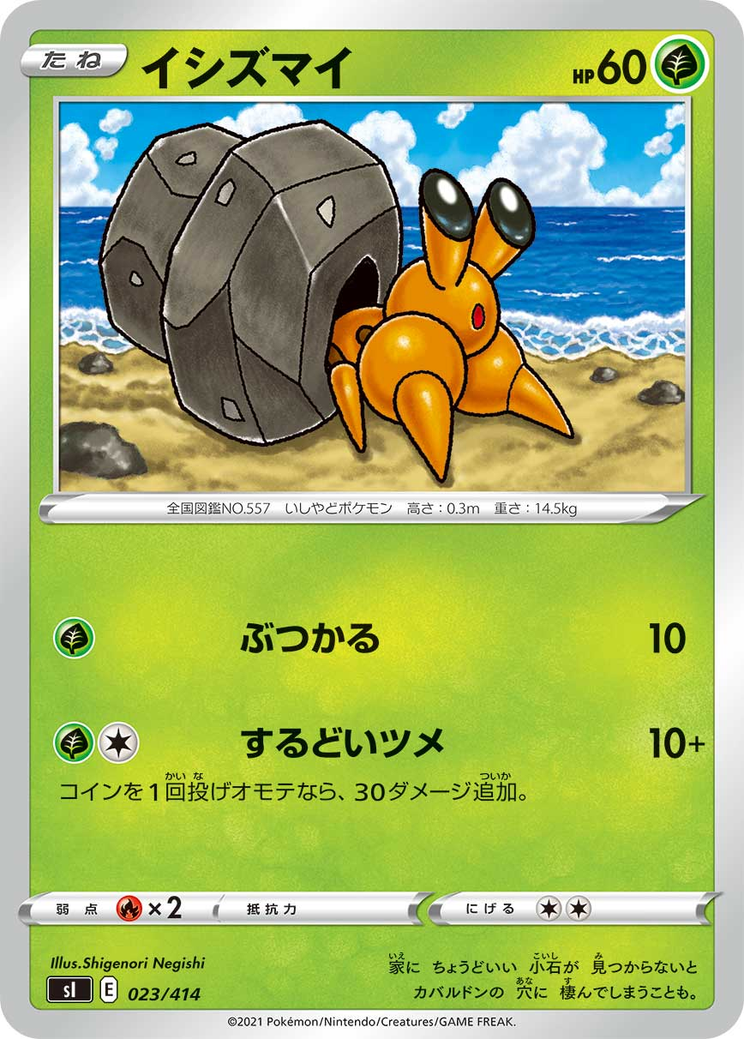 たね イシズマイ HP60
全国図鑑NO.557 いしやどポケモン 高さ:0.3m 重さ:14.5kg
ぶつかる 10
するどいツメ 10+
コインを1回投げオモテなら、30ダメージ追加。
弱点 ×2 抵抗力 にげる
Illus.Shigenori Negishi
家に ちょうどいい 小石が 見つからないと
カバルドンの 穴に 棲んでしまうことも。
sI E 023/414
©2021 Pokémon/Nintendo/Creatures/GAME FREAK.